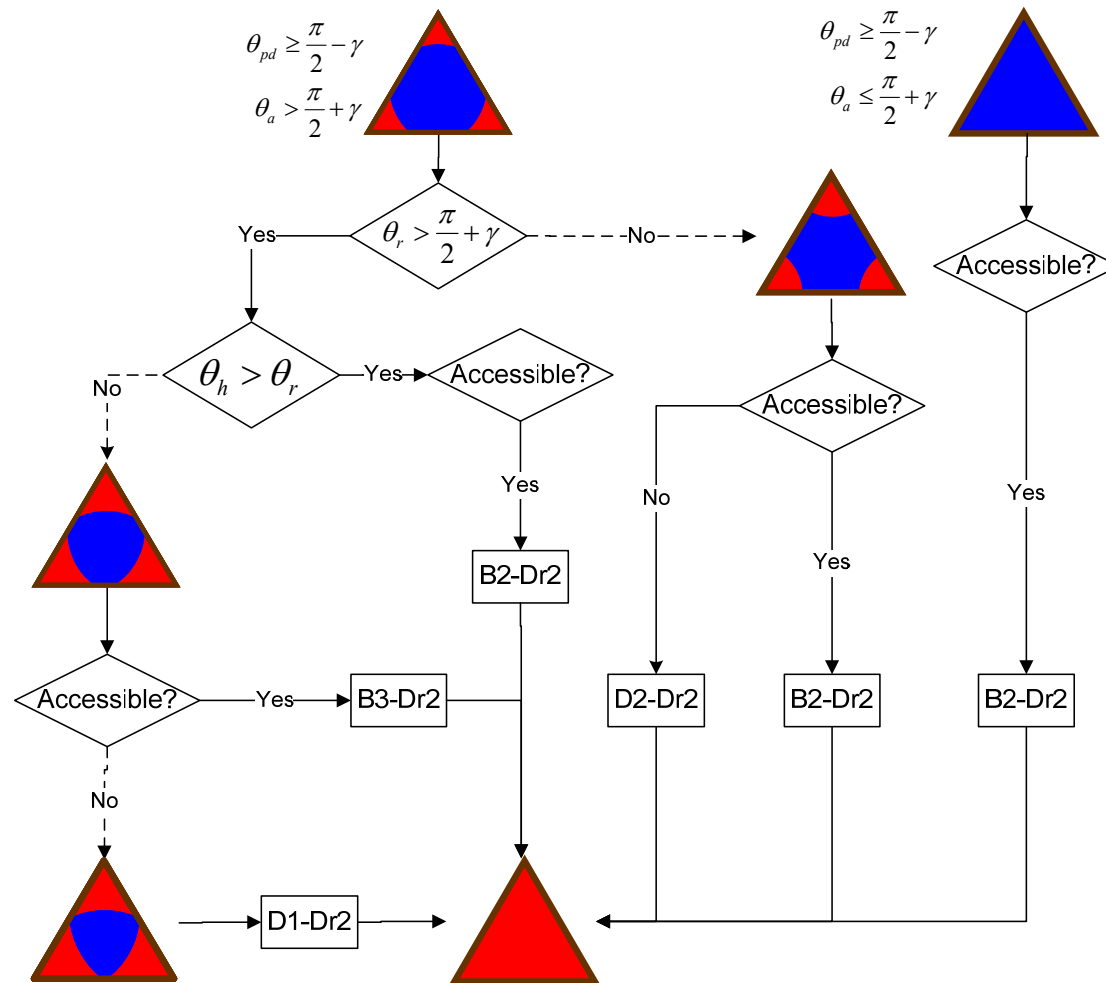 θ_pd ≥ π/2 − γ
θ_a > π/2 + γ
θ_pd ≥ π/2 − γ
θ_a ≤ π/2 + γ
θ_r > π/2 + γ
Yes
No
Accessible?
θ_h > θ_r
Yes
Accessible?
No
Accessible?
Yes
No
Yes
Yes
B2-Dr2
Accessible?
Yes
B3-Dr2
D2-Dr2
B2-Dr2
B2-Dr2
No
D1-Dr2